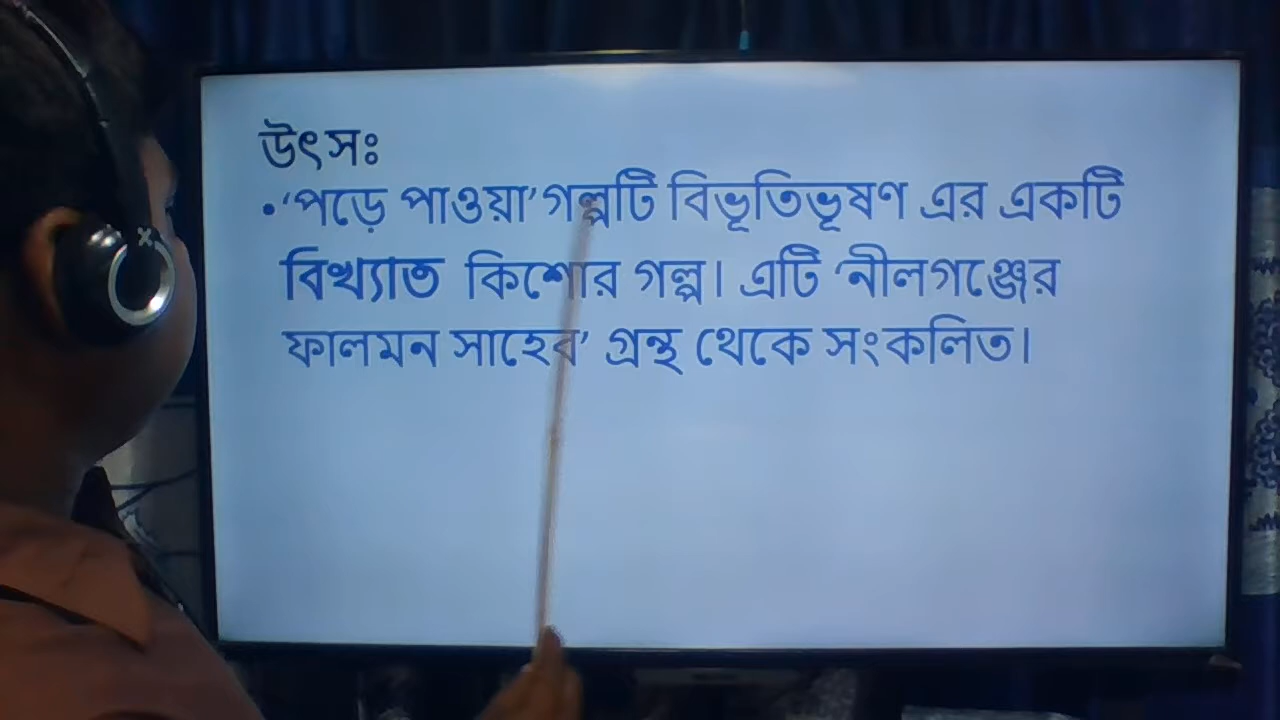 উৎসঃ
•‘পড়ে পাওয়া’গল্পটি বিভূতিভূষণ এর একটি
বিখ্যাত কিশোর গল্প। এটি ‘নীলগঞ্জের
ফালমন সাহেব’ গ্রন্থ থেকে সংকলিত।